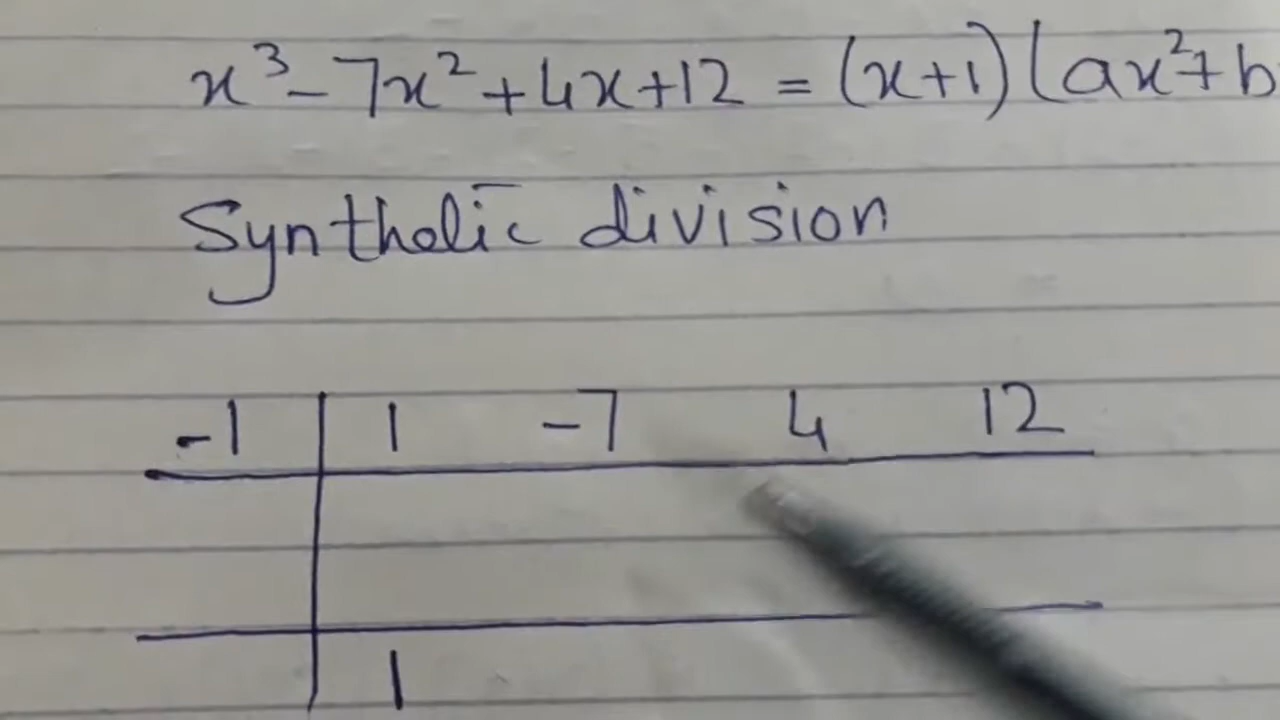 x³ - 7x² + 4x + 12 = (x+1) (ax² + b
Synthetic division
-1 | 1 -7 4 12
1